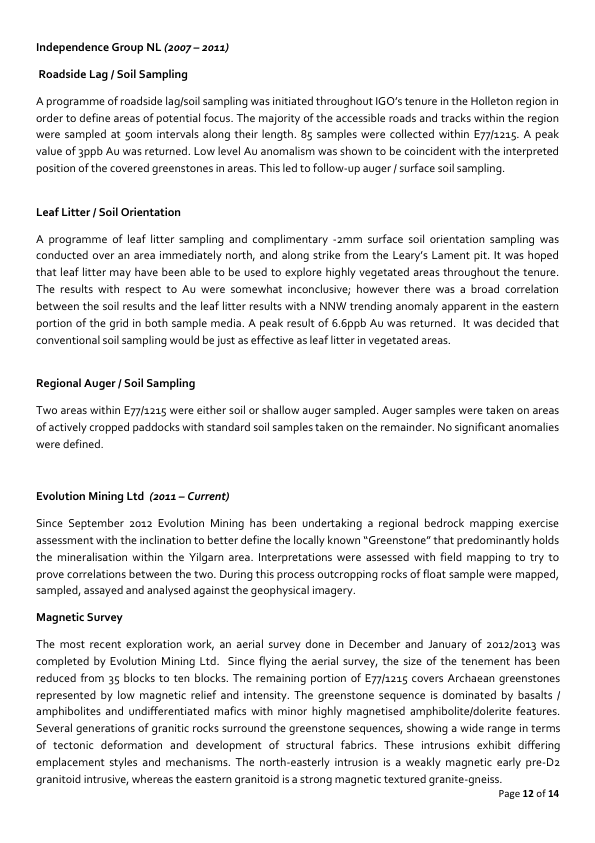 Independence Group NL (2007 – 2011)
Roadside Lag / Soil Sampling
A programme of roadside lag/soil sampling was initiated throughout IGO's tenure in the Holleton region in
order to define areas of potential focus. The majority of the accessible roads and tracks within the region
were sampled at 500m intervals along their length. 85 samples were collected within E77/1215. A peak
value of 3ppb Au was returned. Low level Au anomalism was shown to be coincident with the interpreted
position of the covered greenstones in areas. This led to follow-up auger / surface soil sampling.
Leaf Litter / Soil Orientation
A programme of leaf litter sampling and complimentary -2mm surface soil orientation sampling was
conducted over an area immediately north, and along strike from the Leary's Lament pit. It was hoped
that leaf litter may have been able to be used to explore highly vegetated areas throughout the tenure.
The results with respect to Au were somewhat inconclusive; however there was a broad correlation
between the soil results and the leaf litter results with a NNW trending anomaly apparent in the eastern
portion of the grid in both sample media. A peak result of 6.6ppb Au was returned. It was decided that
conventional soil sampling would be just as effective as leaf litter in vegetated areas.
Regional Auger / Soil Sampling
Two areas within E77/1215 were either soil or shallow auger sampled. Auger samples were taken on areas
of actively cropped paddocks with standard soil samples taken on the remainder. No significant anomalies
were defined.
Evolution Mining Ltd (2011 – Current)
Since September 2012 Evolution Mining has been undertaking a regional bedrock mapping exercise
assessment with the inclination to better define the locally known “Greenstone” that predominantly holds
the mineralisation within the Yilgarn area. Interpretations were assessed with field mapping to try to
prove correlations between the two. During this process outcropping rocks of float sample were mapped,
sampled, assayed and analysed against the geophysical imagery.
Magnetic Survey
The most recent exploration work, an aerial survey done in December and January of 2012/2013 was
completed by Evolution Mining Ltd. Since flying the aerial survey, the size of the tenement has been
reduced from 35 blocks to ten blocks. The remaining portion of E77/1215 covers Archaean greenstones
represented by low magnetic relief and intensity. The greenstone sequence is dominated by basalts /
amphibolites and undifferentiated mafics with minor highly magnetised amphibolite/dolerite features.
Several generations of granitic rocks surround the greenstone sequences, showing a wide range in terms
of tectonic deformation and development of structural fabrics. These intrusions exhibit differing
emplacement styles and mechanisms. The north-easterly intrusion is a weakly magnetic early pre-D2
granitoid intrusive, whereas the eastern granitoid is a strong magnetic textured granite-gneiss.
Page 12 of 14